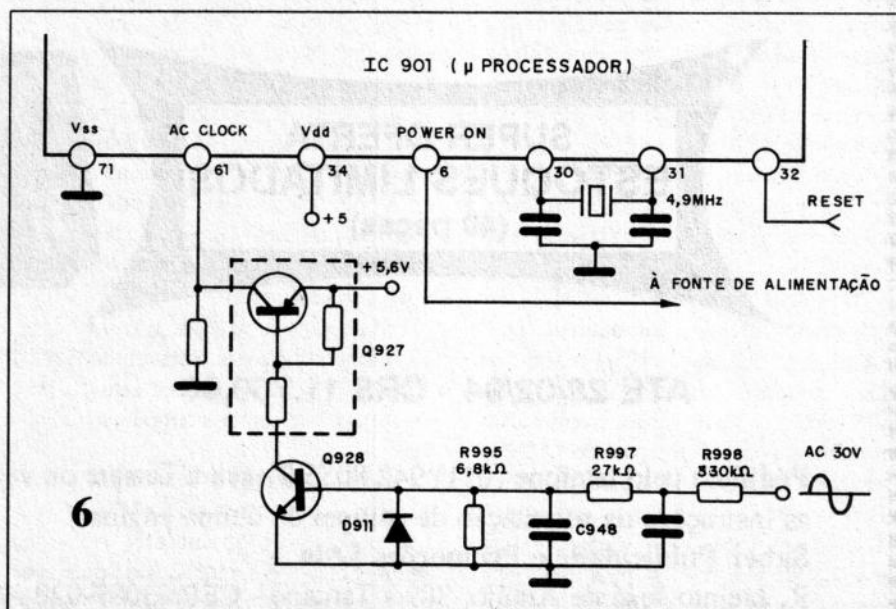 IC 901 (µ PROCESSADOR)
Vss AC CLOCK Vdd POWER ON
71 61 34 6 30 31 32
4,9MHz
RESET
+5
+5,6V
À FONTE DE ALIMENTAÇÃO
Q927
Q928
R995
6,8kΩ
R997
27kΩ
R998
330kΩ
AC 30V
D911
C948
6